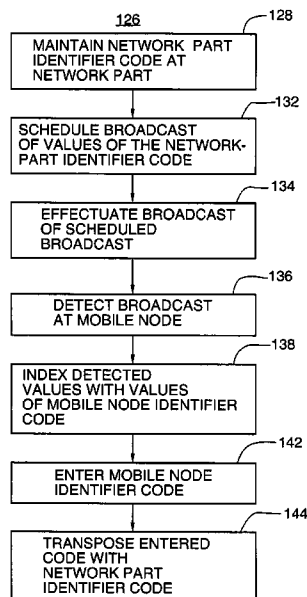 126
128
MAINTAIN NETWORK PART
IDENTIFIER CODE AT
NETWORK PART
132
SCHEDULE BROADCAST
OF VALUES OF THE NETWORK-
PART IDENTIFIER CODE
134
EFFECTUATE BROADCAST
OF SCHEDULED
BROADCAST
136
DETECT BROADCAST
AT MOBILE NODE
138
INDEX DETECTED
VALUES WITH VALUES
OF MOBILE NODE IDENTIFIER
CODE
142
ENTER MOBILE NODE
IDENTIFIER CODE
144
TRANSPOSE ENTERED
CODE WITH
NETWORK PART
IDENTIFIER CODE